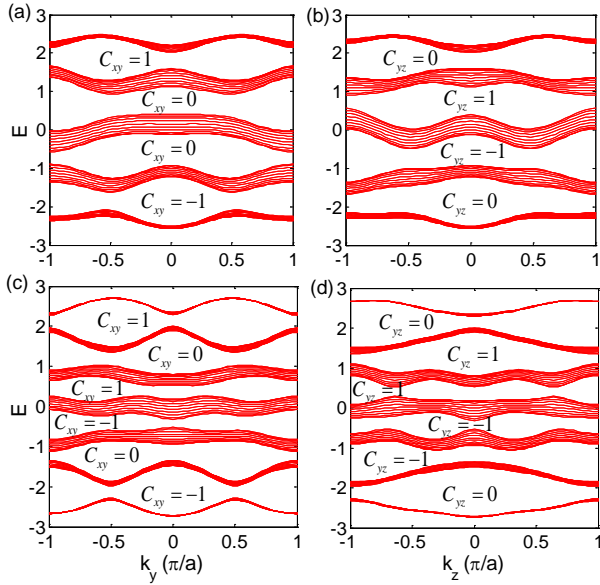 (a)
3
2
1
0
-1
-2
-3
E
C_xy = 1
C_xy = 0
C_xy = 0
C_xy = −1
-1 -0.5 0 0.5 1
(b)
3
2
1
0
-1
-2
-3
C_yz = 0
C_yz = 1
C_yz = −1
C_yz = 0
-1 -0.5 0 0.5 1
(c)
3
2
1
0
-1
-2
-3
E
C_xy = 1
C_xy = 0
C_xy = 1
C_xy = −1
C_xy = 0
C_xy = −1
-1 -0.5 0 0.5 1
k_y (π/a)
(d)
3
2
1
0
-1
-2
-3
C_yz = 0
C_yz = 1
C_yz = 1
C_yz = −1
C_yz = −1
C_yz = 0
-1 -0.5 0 0.5 1
k_z (π/a)